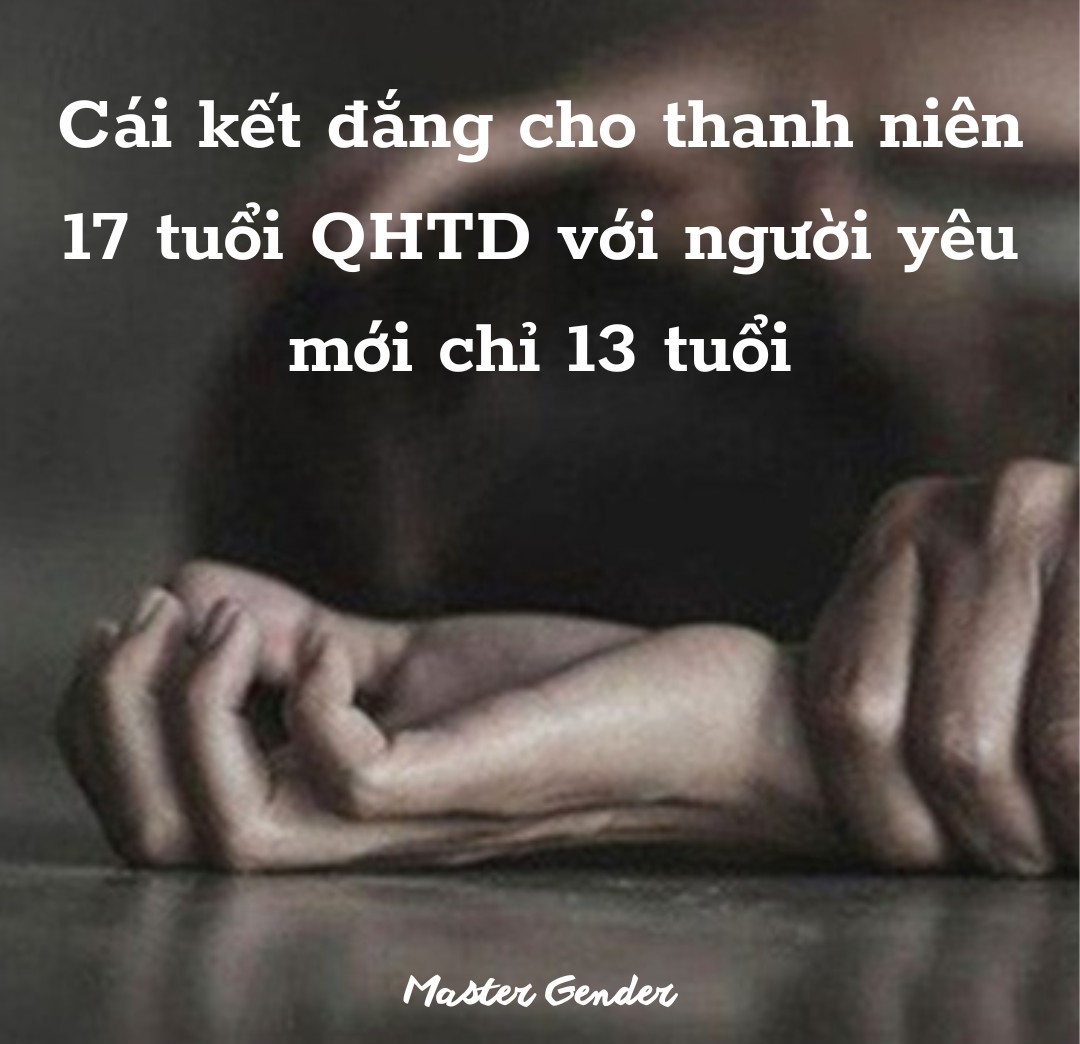 Cái kết đắng cho thanh niên
17 tuổi QHTD với người yêu
mới chỉ 13 tuổi
Master Gender